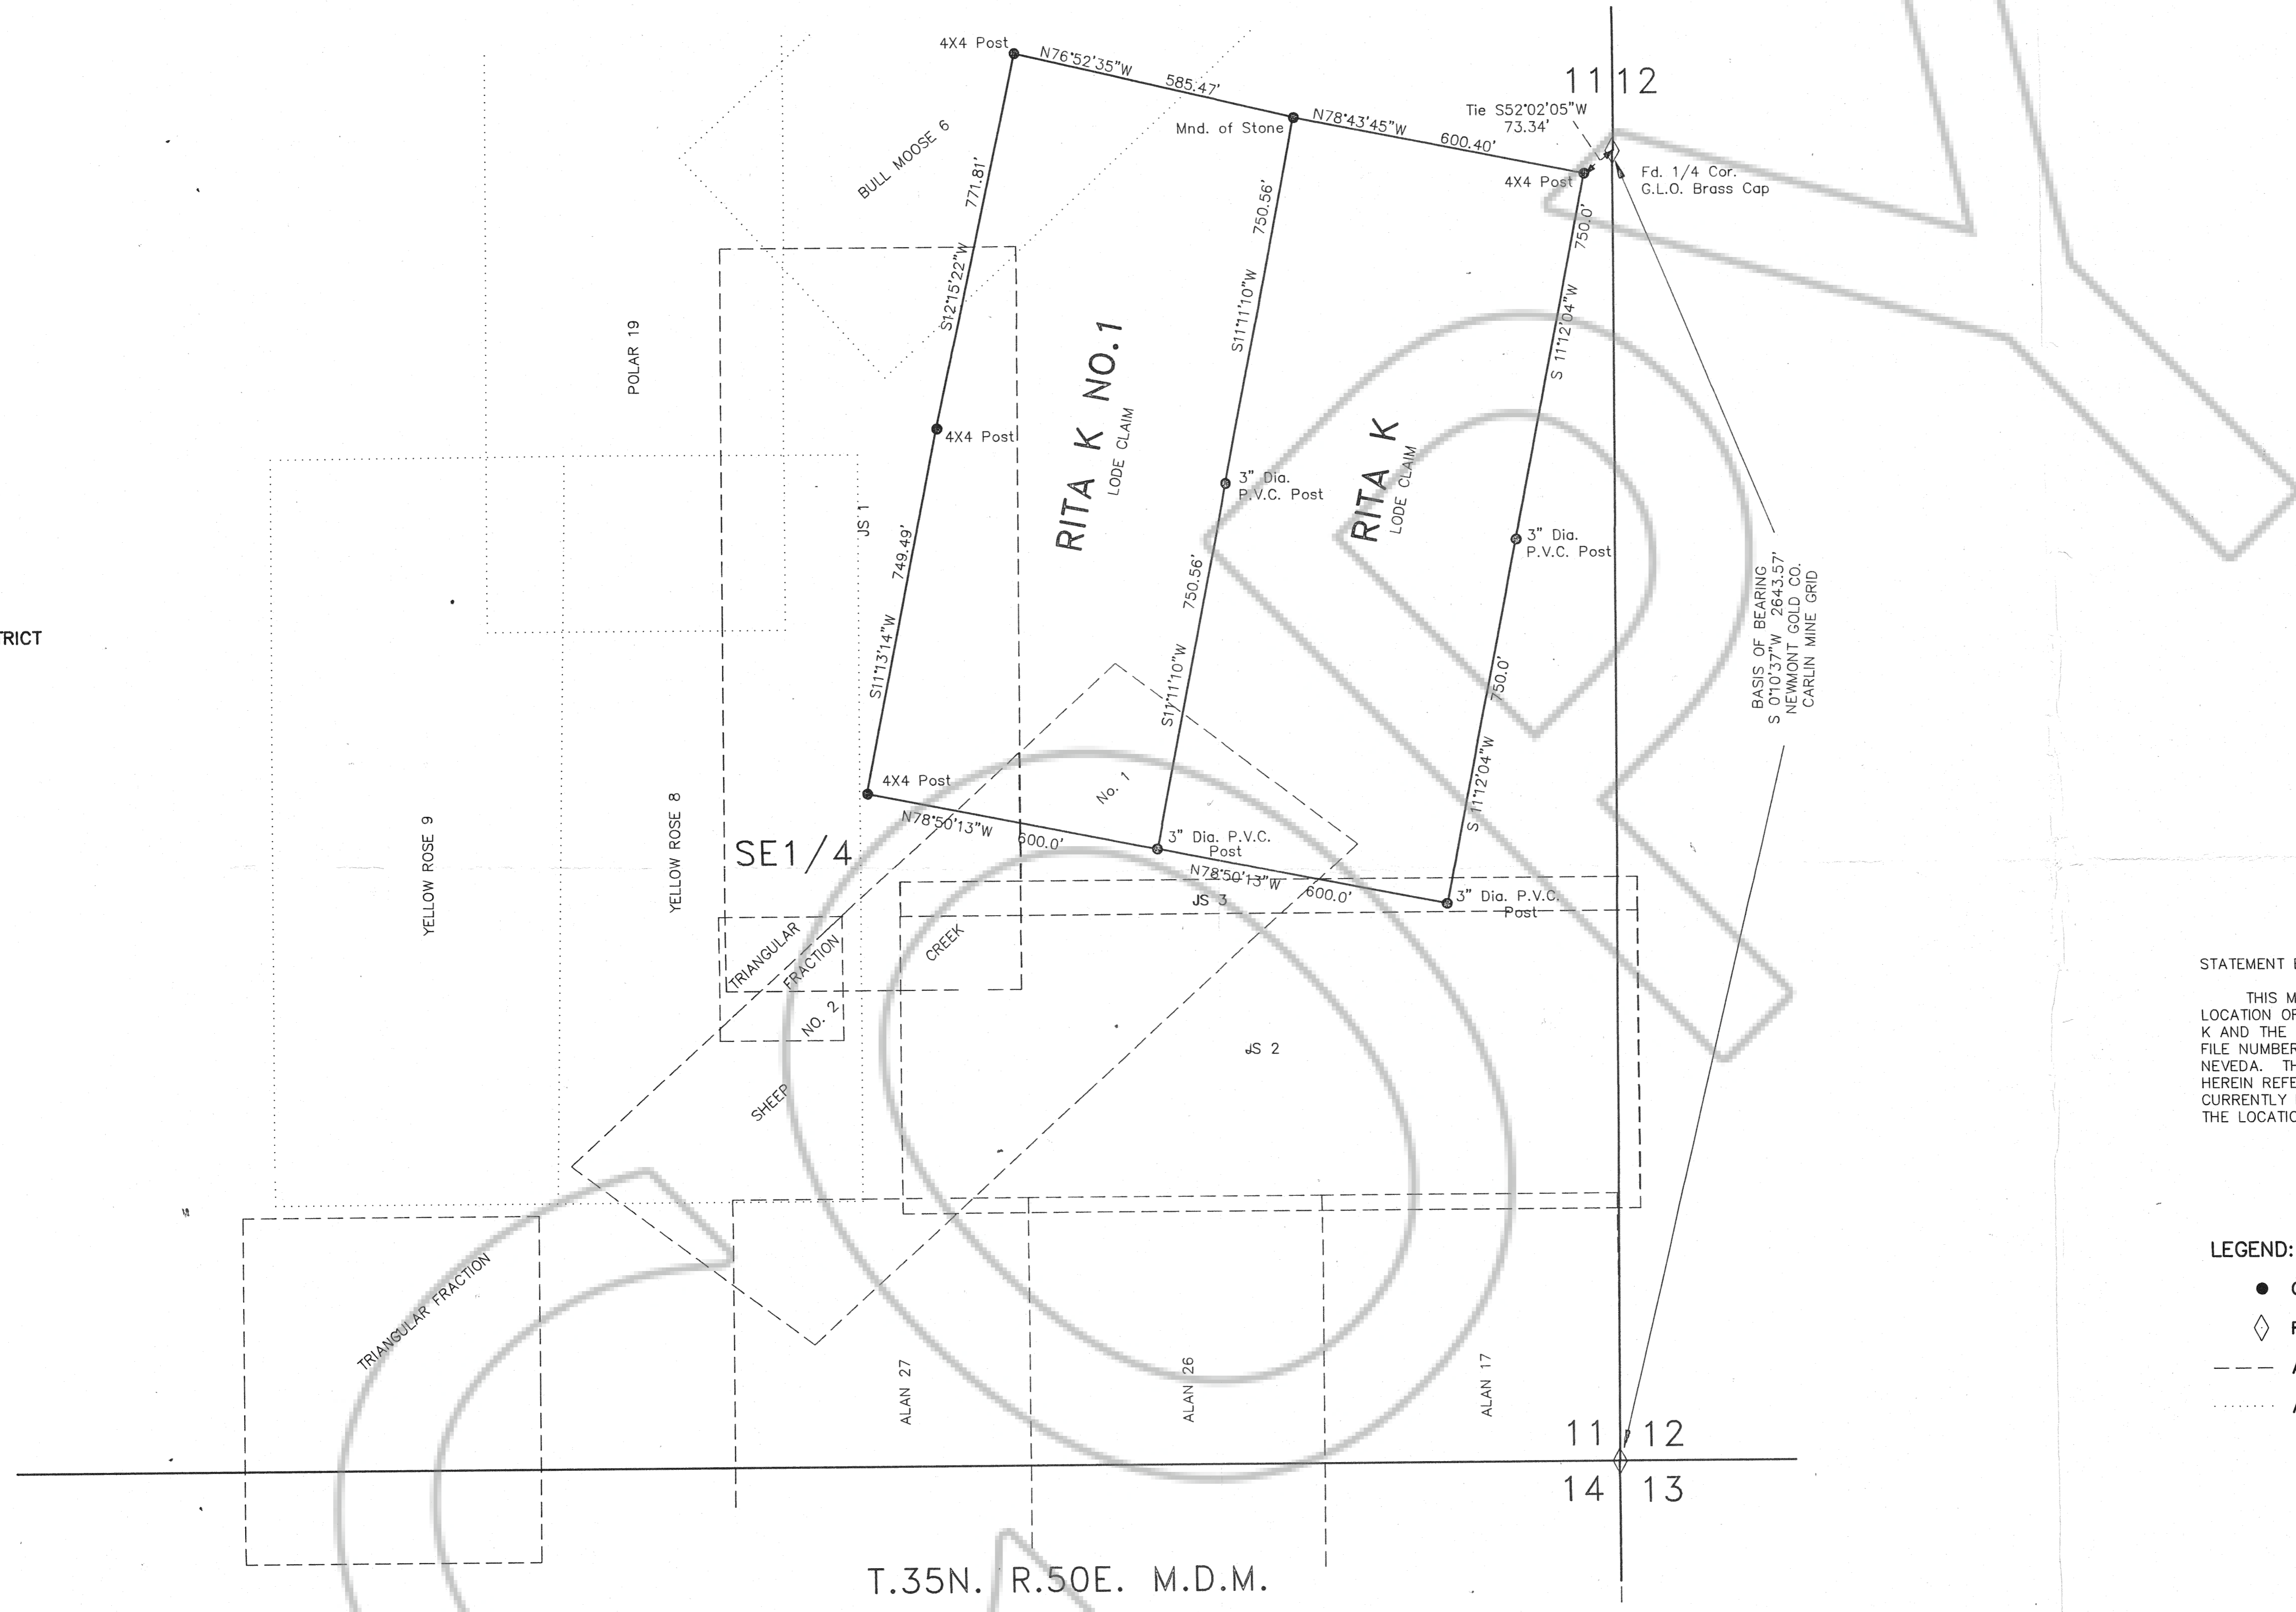 4X4 Post
N76°52'35"W
585.47'
11 12
Tie S52°02'05"W
73.34'
Mnd. of Stone
N78°43'45"W
600.40'
4X4 Post
Fd. 1/4 Cor.
G.L.O. Brass Cap
BULL MOOSE 6
771.81'
S12°15'22"W
750.56'
S11°11'10"W
750.0'
S 11°12'04"W
POLAR 19
4X4 Post
RITA K NO.1
LODE CLAIM
RITA K
LODE CLAIM
3" Dia.
P.V.C. Post
3" Dia.
P.V.C. Post
JS 1
749.49'
S11°13'14"W
750.56'
S11°11'10"W
750.0'
S 11°12'04"W
BASIS OF BEARING
S 0°10'37"W 2643.57'
NEWMONT GOLD CO.
CARLIN MINE GRID
TRICT
4X4 Post
N78°50'13"W
600.0'
No. 1
3" Dia. P.V.C.
Post
N78°50'13"W
600.0'
3" Dia. P.V.C.
Post
YELLOW ROSE 9
YELLOW ROSE 8
SE1/4
JS 3
TRIANGULAR
FRACTION
NO. 2
CREEK
SHEEP
JS 2
STATEMENT
THIS M
LOCATION OF
K AND THE
FILE NUMBER
NEVEDA. TH
HEREIN REFE
CURRENTLY
THE LOCATIO
LEGEND:
TRIANGULAR FRACTION
ALAN 27
ALAN 26
ALAN 17
11 12
14 13
T.35N. R.50E. M.D.M.